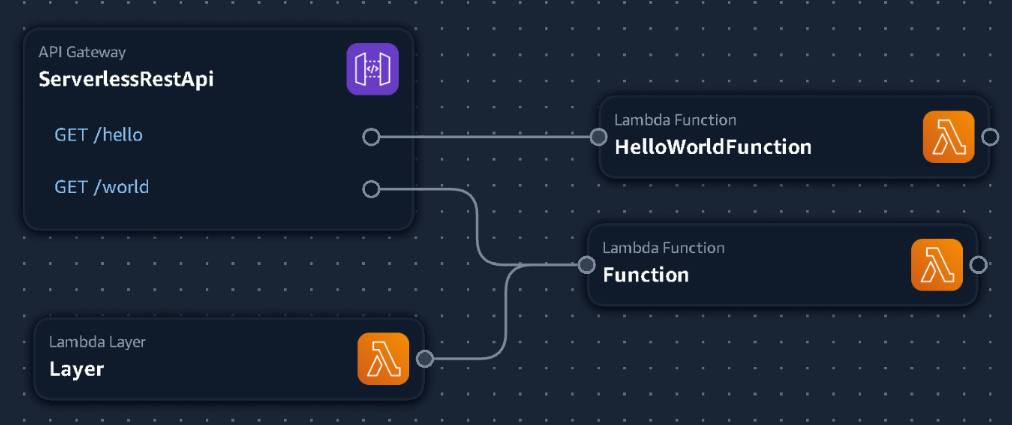 API Gateway
ServerlessRestApi
GET /hello
GET /world
Lambda Function
HelloWorldFunction
Lambda Function
Function
Lambda Layer
Layer